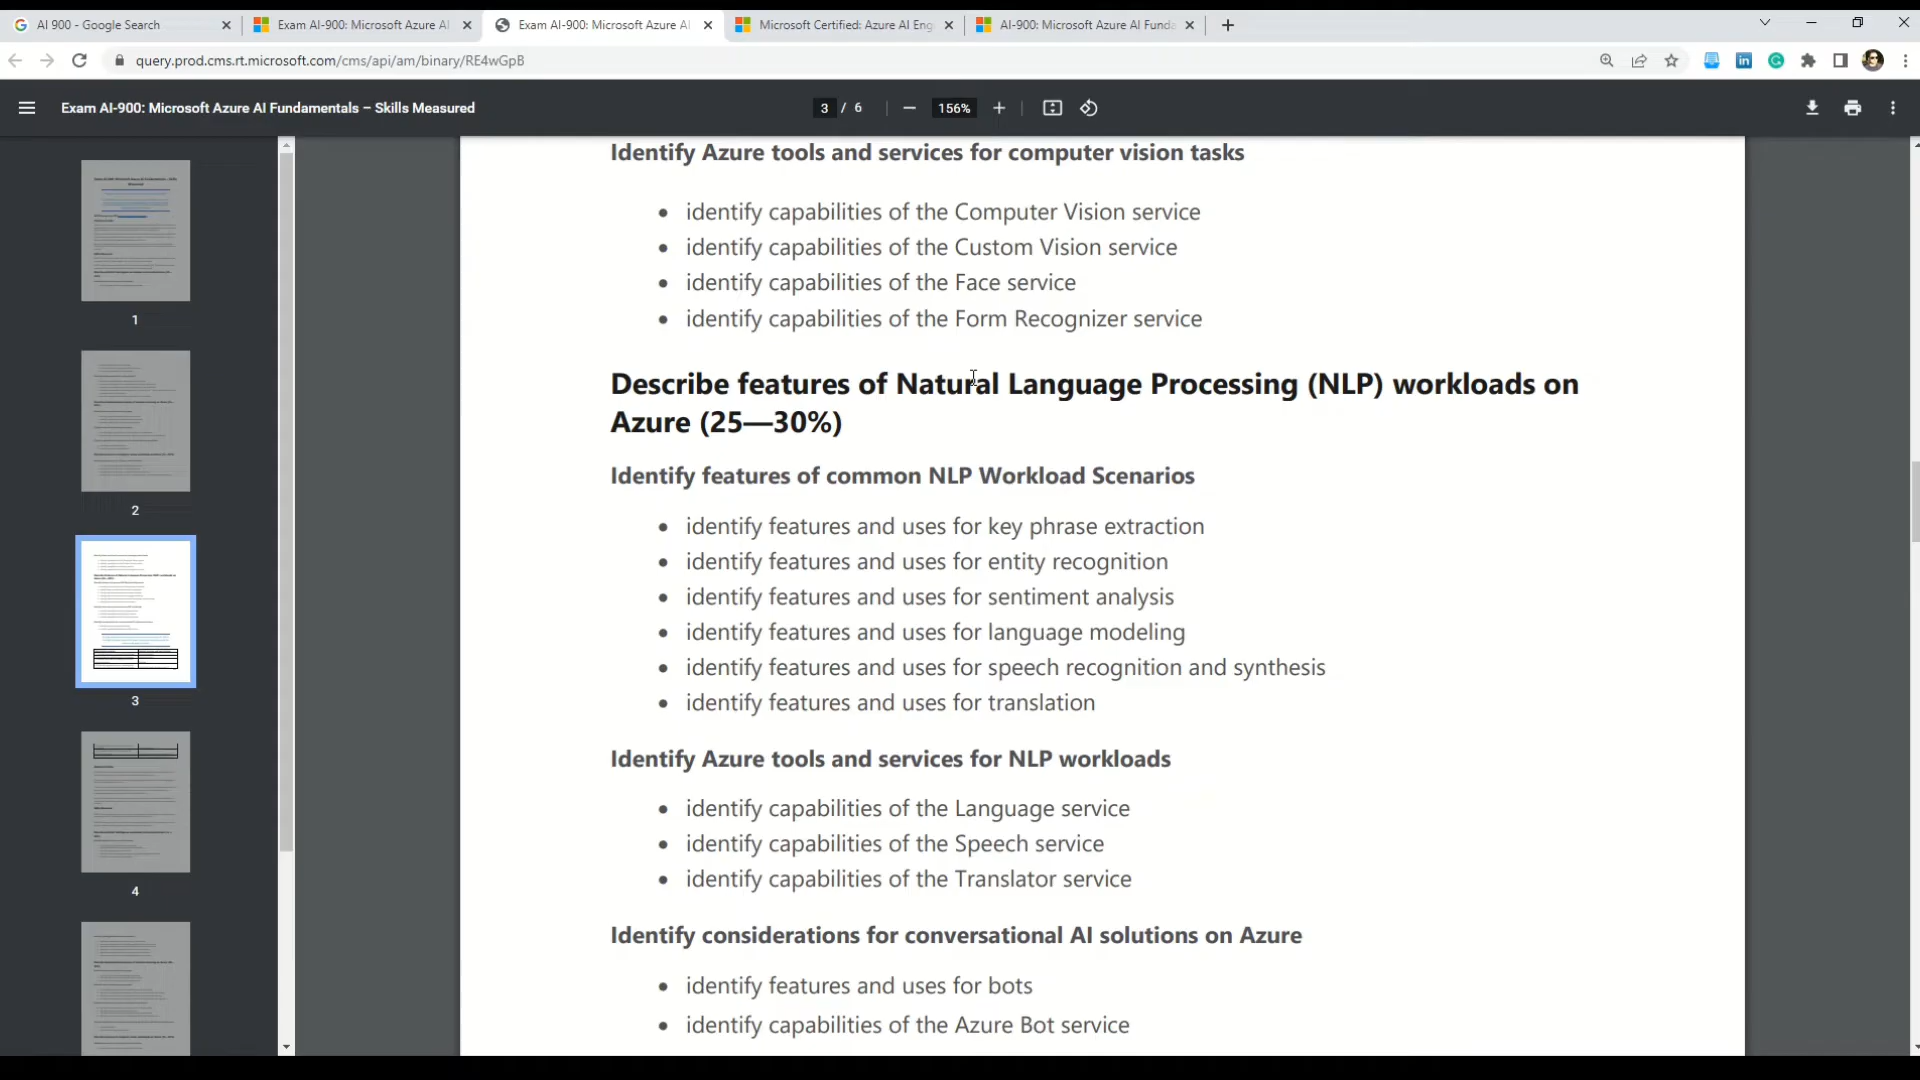 AI 900 - Google Search
Exam AI-900: Microsoft Azure AI
Exam AI-900: Microsoft Azure AI
Microsoft Certified: Azure AI Eng
AI-900: Microsoft Azure AI Funda
query.prod.cms.rt.microsoft.com/cms/api/am/binary/RE4wGpB
Exam AI-900: Microsoft Azure AI Fundamentals – Skills Measured
3 / 6
156%
1
2
3
4
Identify Azure tools and services for computer vision tasks
• identify capabilities of the Computer Vision service
• identify capabilities of the Custom Vision service
• identify capabilities of the Face service
• identify capabilities of the Form Recognizer service
Describe features of Natural Language Processing (NLP) workloads on
Azure (25—30%)
Identify features of common NLP Workload Scenarios
• identify features and uses for key phrase extraction
• identify features and uses for entity recognition
• identify features and uses for sentiment analysis
• identify features and uses for language modeling
• identify features and uses for speech recognition and synthesis
• identify features and uses for translation
Identify Azure tools and services for NLP workloads
• identify capabilities of the Language service
• identify capabilities of the Speech service
• identify capabilities of the Translator service
Identify considerations for conversational AI solutions on Azure
• identify features and uses for bots
• identify capabilities of the Azure Bot service